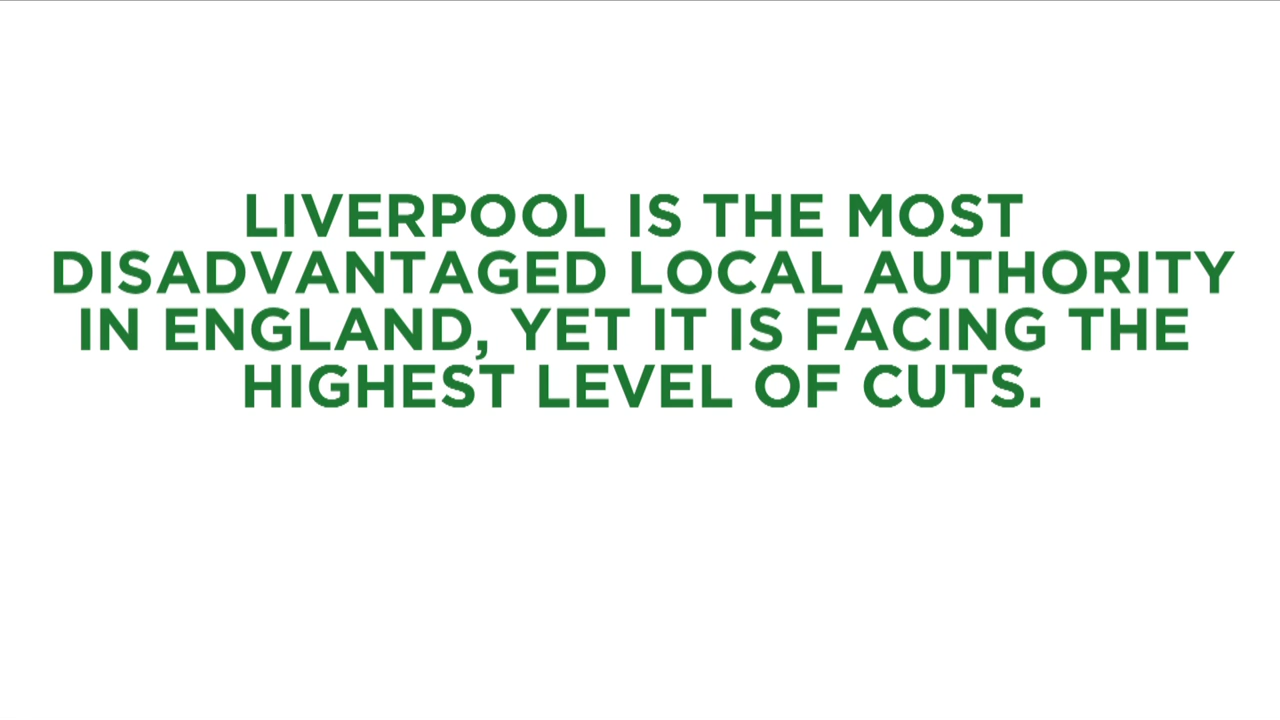 LIVERPOOL IS THE MOST
DISADVANTAGED LOCAL AUTHORITY
IN ENGLAND, YET IT IS FACING THE
HIGHEST LEVEL OF CUTS.